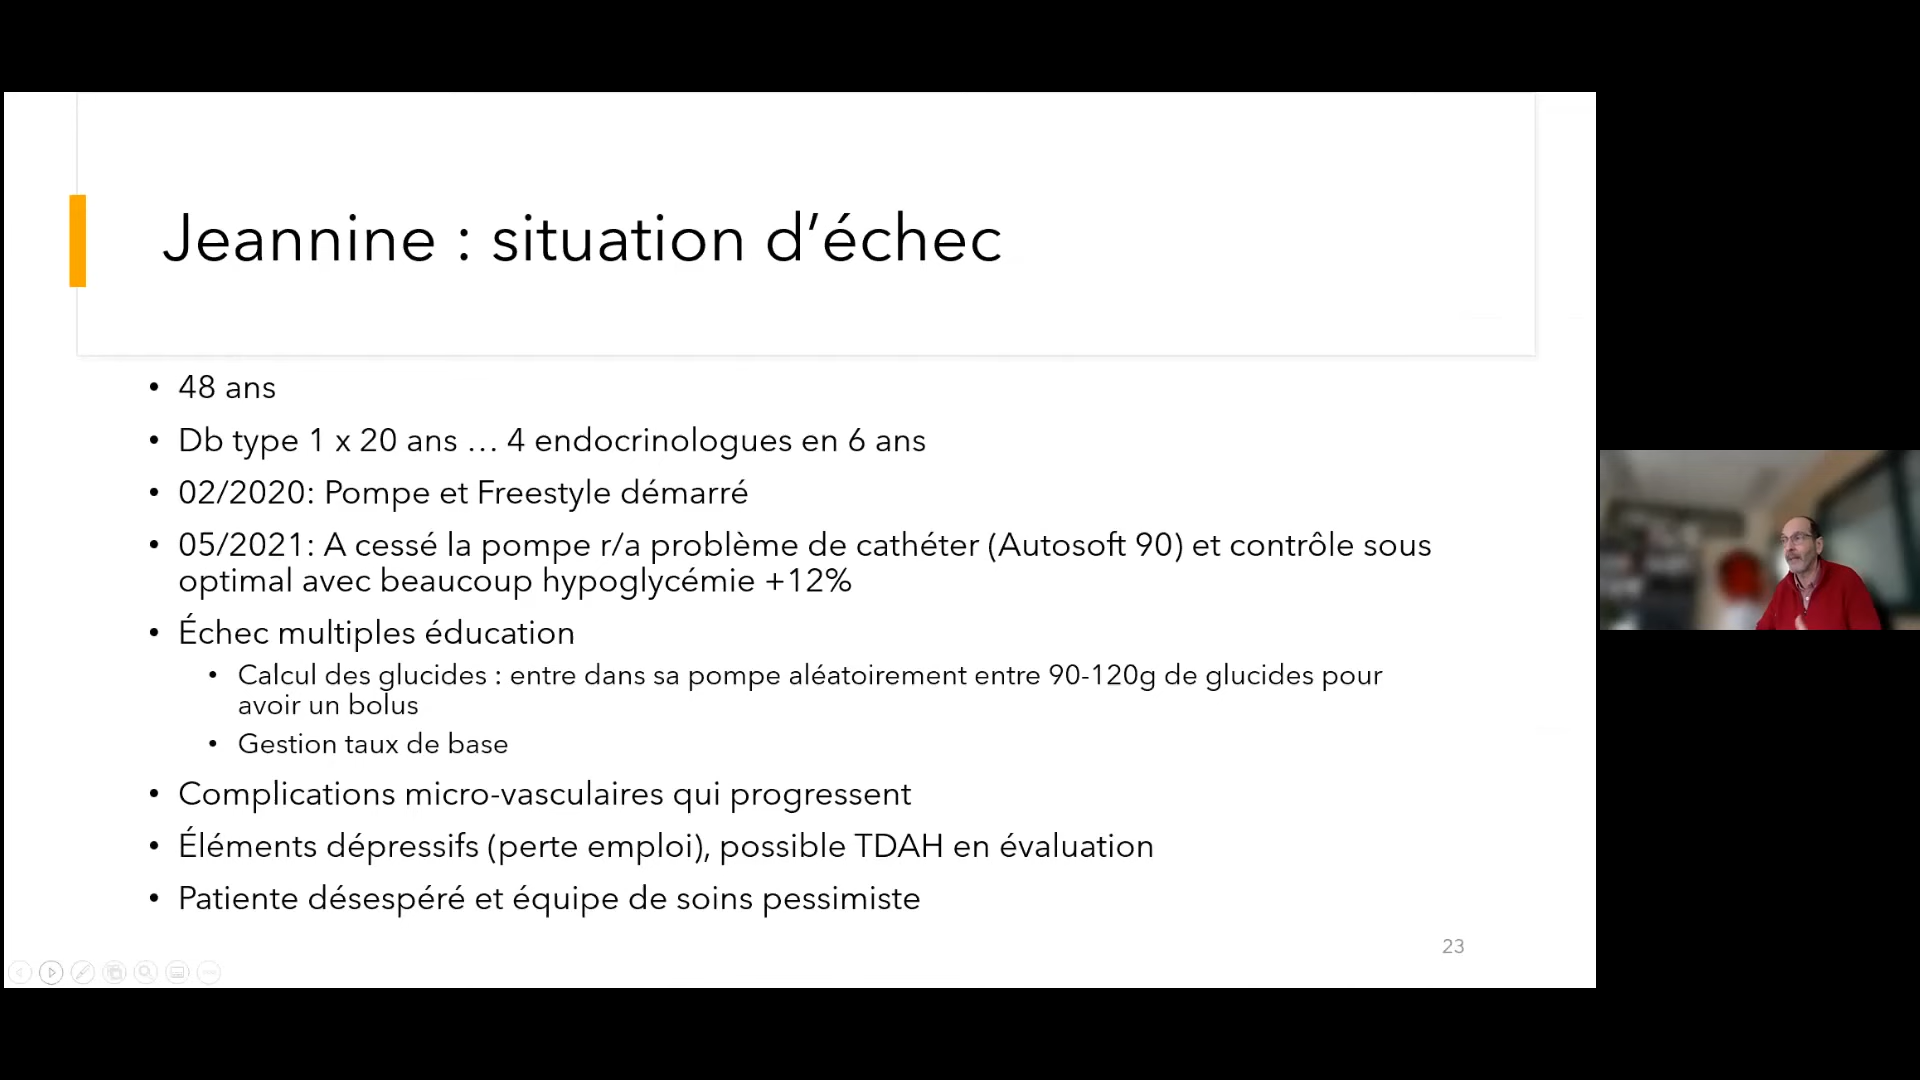 Jeannine : situation d’échec
• 48 ans
• Db type 1 x 20 ans … 4 endocrinologues en 6 ans
• 02/2020: Pompe et Freestyle démarré
• 05/2021: A cessé la pompe r/a problème de cathéter (Autosoft 90) et contrôle sous
optimal avec beaucoup hypoglycémie +12%
• Échec multiples éducation
• Calcul des glucides : entre dans sa pompe aléatoirement entre 90-120g de glucides pour
avoir un bolus
• Gestion taux de base
• Complications micro-vasculaires qui progressent
• Éléments dépressifs (perte emploi), possible TDAH en évaluation
• Patiente désespéré et équipe de soins pessimiste
23